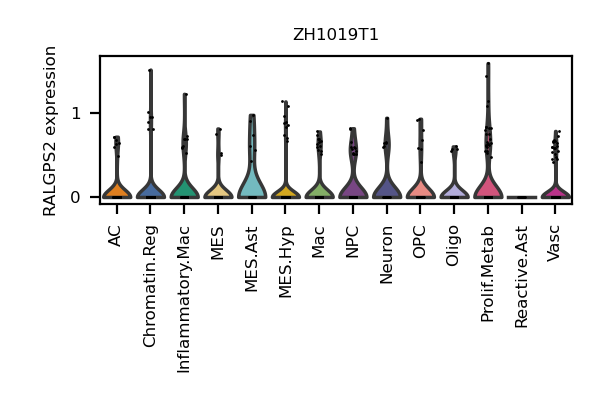 ZH1019T1
RALGPS2 expression
1
0
AC
Chromatin.Reg
Inflammatory.Mac
MES
MES.Ast
MES.Hyp
Mac
NPC
Neuron
OPC
Oligo
Prolif.Metab
Reactive.Ast
Vasc